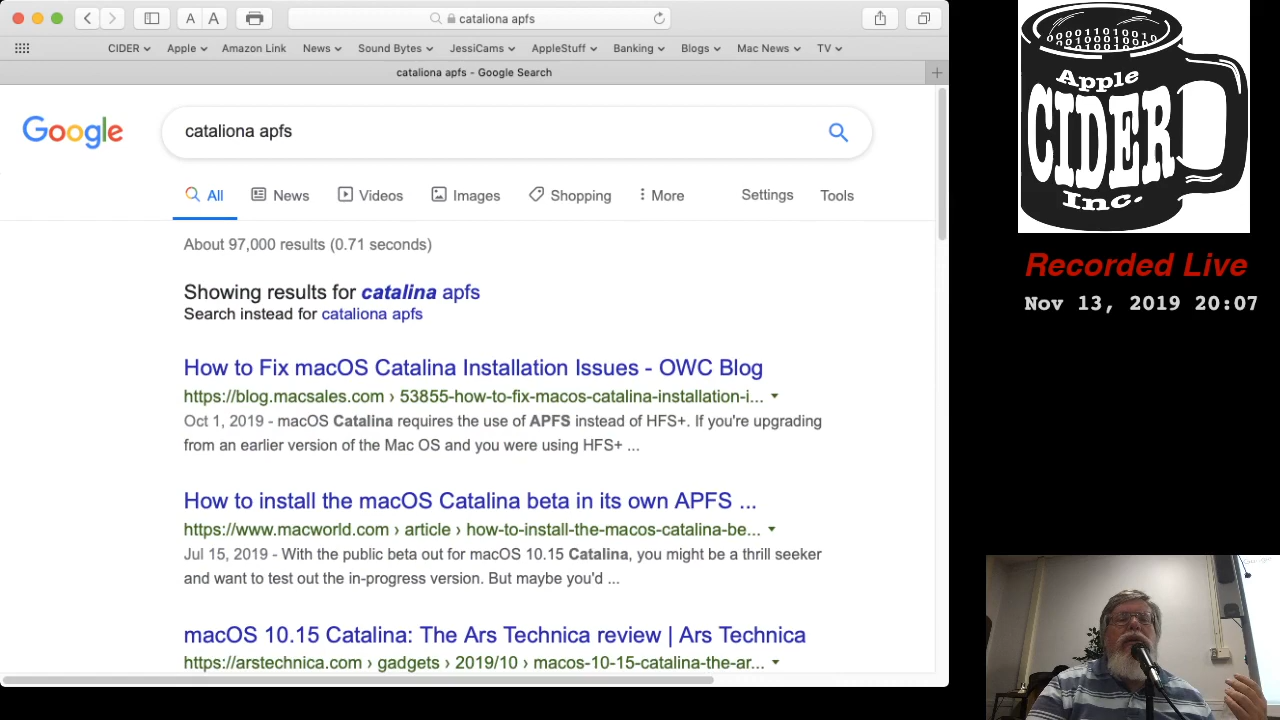 cataliona apfs
CIDER Apple Amazon Link News Sound Bytes JessiCams AppleStuff Banking Blogs Mac News TV
cataliona apfs - Google Search
Google
cataliona apfs
All News Videos Images Shopping More Settings Tools
About 97,000 results (0.71 seconds)
Showing results for catalina apfs
Search instead for cataliona apfs
How to Fix macOS Catalina Installation Issues - OWC Blog
https://blog.macsales.com › 53855-how-to-fix-macos-catalina-installation-i...
Oct 1, 2019 - macOS Catalina requires the use of APFS instead of HFS+. If you're upgrading
from an earlier version of the Mac OS and you were using HFS+ ...
How to install the macOS Catalina beta in its own APFS ...
https://www.macworld.com › article › how-to-install-the-macos-catalina-be...
Jul 15, 2019 - With the public beta out for macOS 10.15 Catalina, you might be a thrill seeker
and want to test out the in-progress version. But maybe you'd ...
macOS 10.15 Catalina: The Ars Technica review | Ars Technica
https://arstechnica.com › gadgets › 2019/10 › macos-10-15-catalina-the-ar...
Apple
CIDER
Inc.
Recorded Live
Nov 13, 2019 20:07